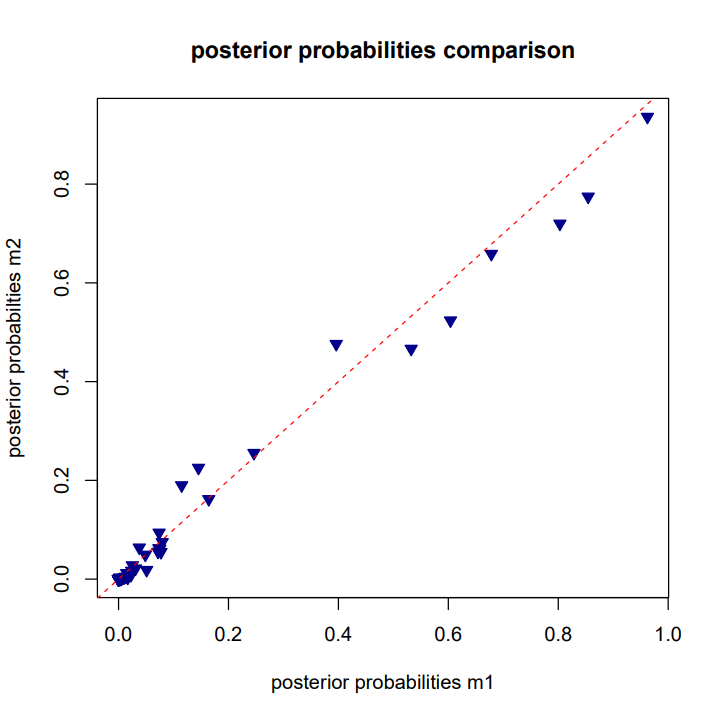 posterior probabilities comparison
posterior probabilties m2
0.8
0.6
0.4
0.2
0.0
0.0 0.2 0.4 0.6 0.8 1.0
posterior probabilities m1